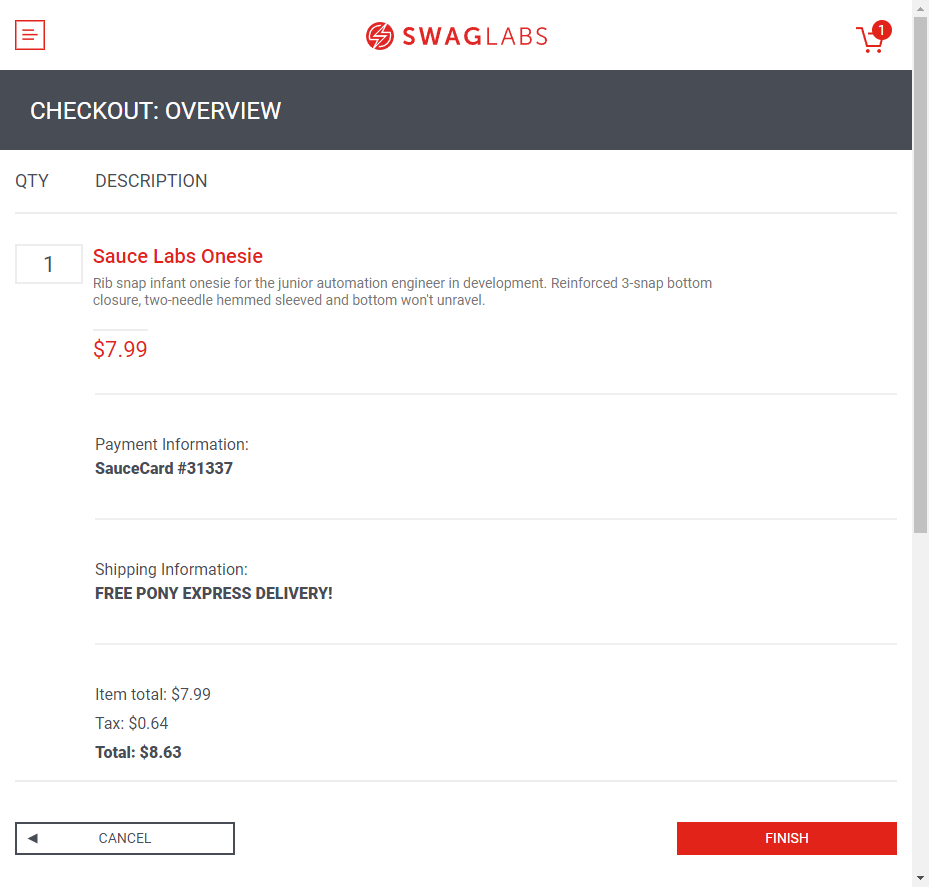 SWAGLABS
1
CHECKOUT: OVERVIEW
QTY DESCRIPTION
1
Sauce Labs Onesie
Rib snap infant onesie for the junior automation engineer in development. Reinforced 3-snap bottom
closure, two-needle hemmed sleeved and bottom won't unravel.
$7.99
Payment Information:
SauceCard #31337
Shipping Information:
FREE PONY EXPRESS DELIVERY!
Item total: $7.99
Tax: $0.64
Total: $8.63
CANCEL
FINISH